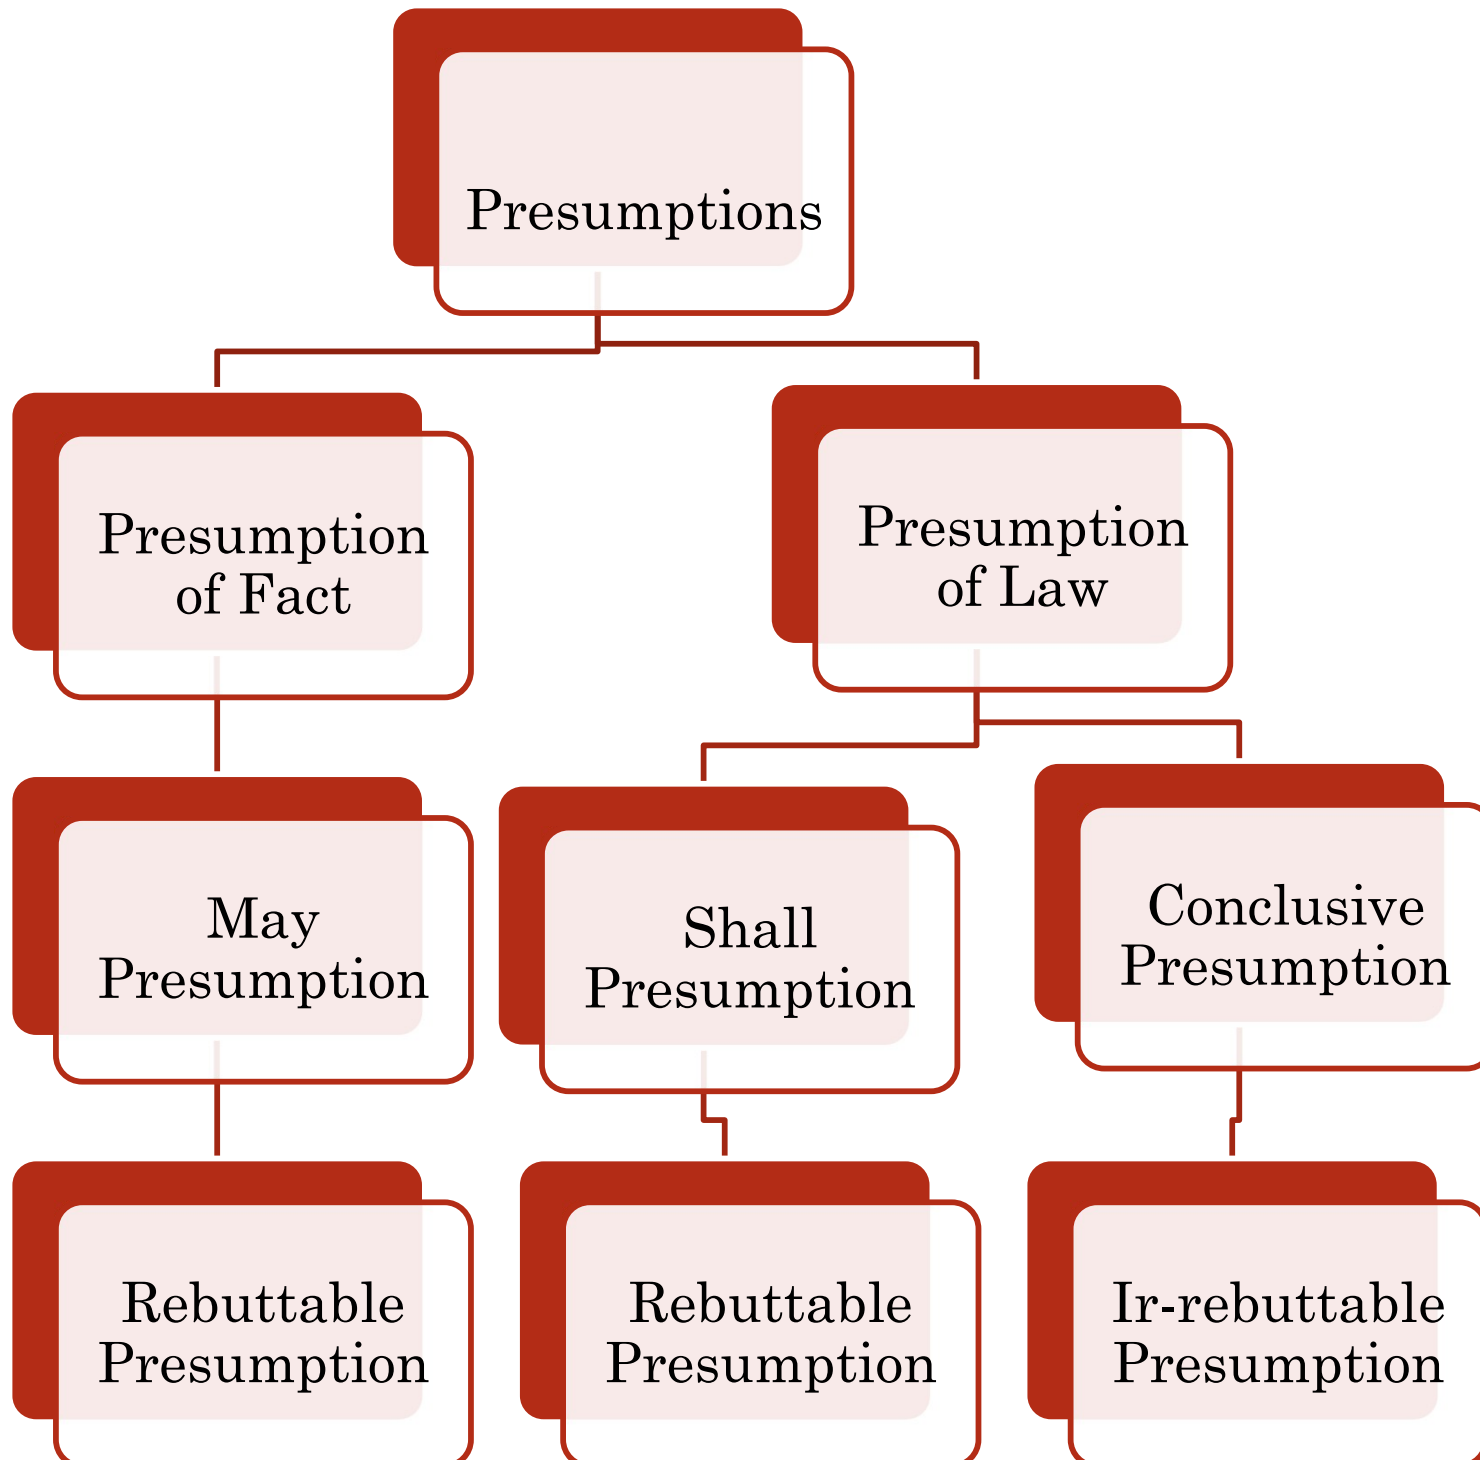 Presumptions
Presumption
of Fact
Presumption
of Law
May
Presumption
Shall
Presumption
Conclusive
Presumption
Rebuttable
Presumption
Rebuttable
Presumption
Ir-rebuttable
Presumption